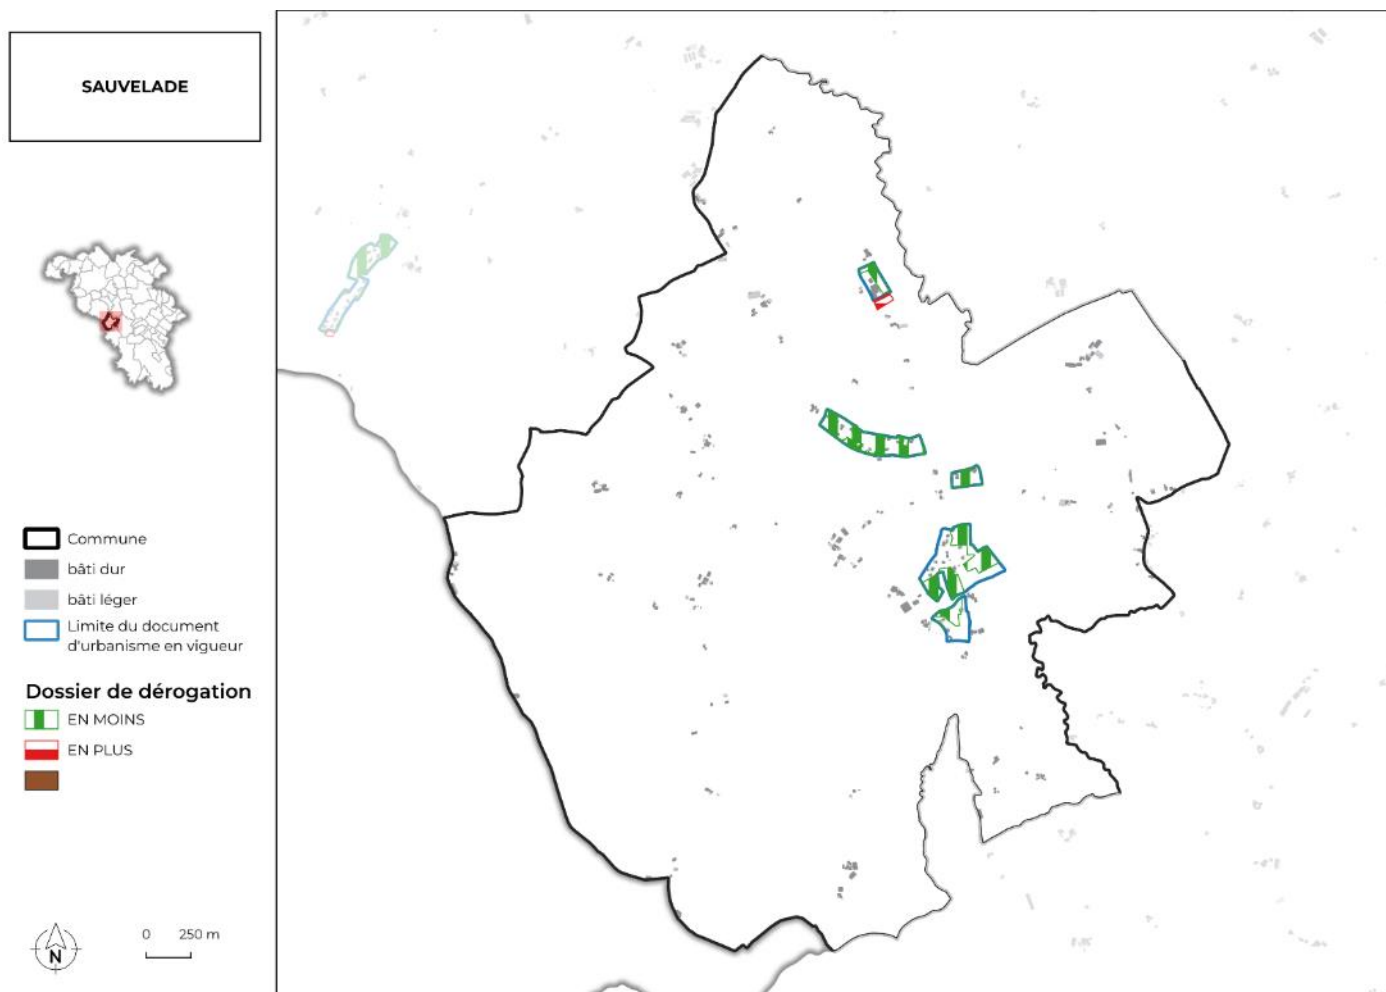 SAUVELADE
Commune
bâti dur
bâti léger
Limite du document
d'urbanisme en vigueur
Dossier de dérogation
EN MOINS
EN PLUS
N
0 250 m